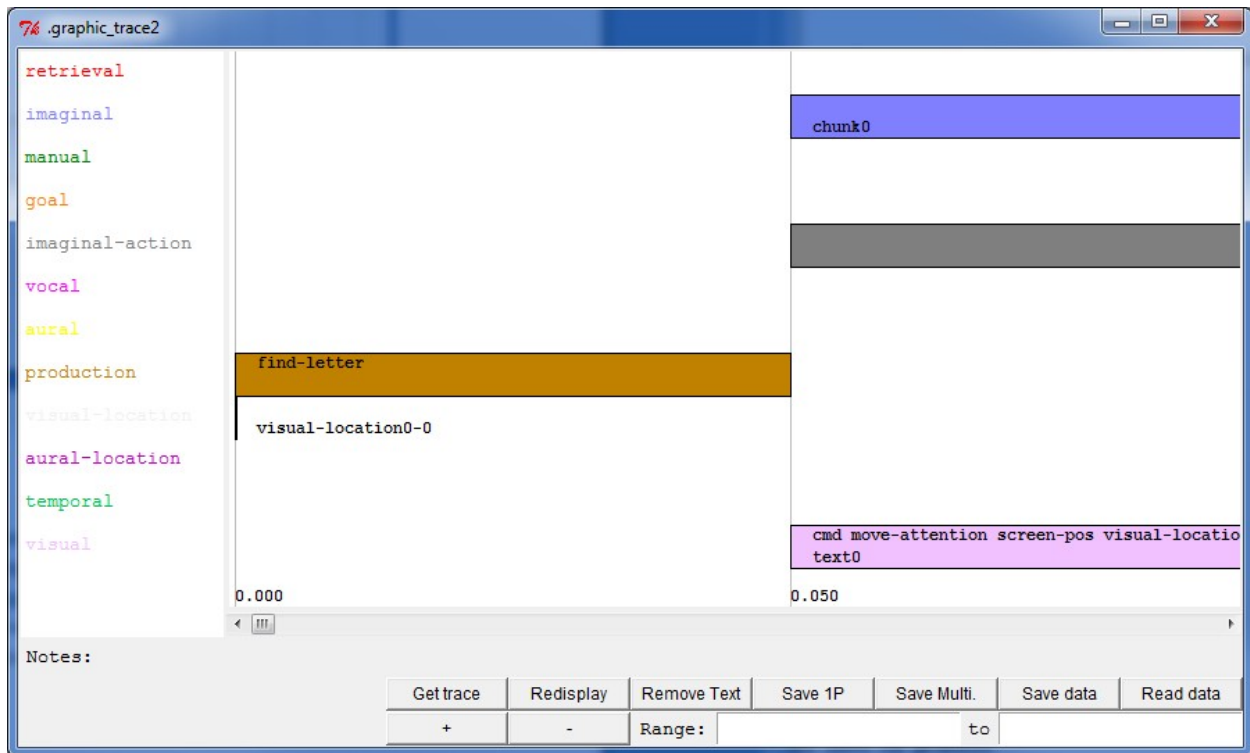 .graphic_trace2
retrieval
imaginal
chunk0
manual
goal
imaginal-action
vocal
aural
find-letter
production
visual-location
visual-location0-0
aural-location
temporal
cmd move-attention screen-pos visual-locatio
visual
text0
0.000 0.050
Notes:
Get trace Redisplay Remove Text Save 1P Save Multi. Save data Read data
+ - Range: to